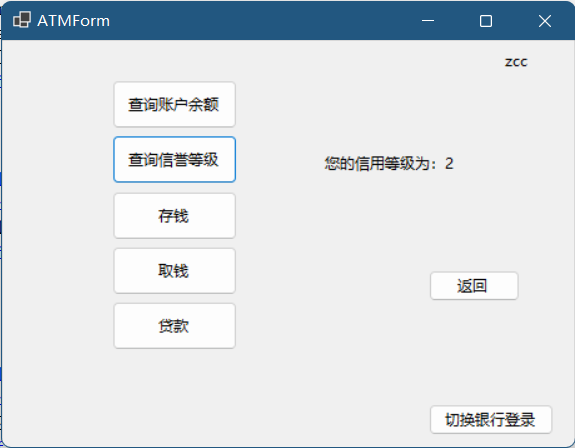 ATMForm
zcc
查询账户余额
查询信誉等级
您的信用等级为：2
存钱
取钱
返回
贷款
切换银行登录